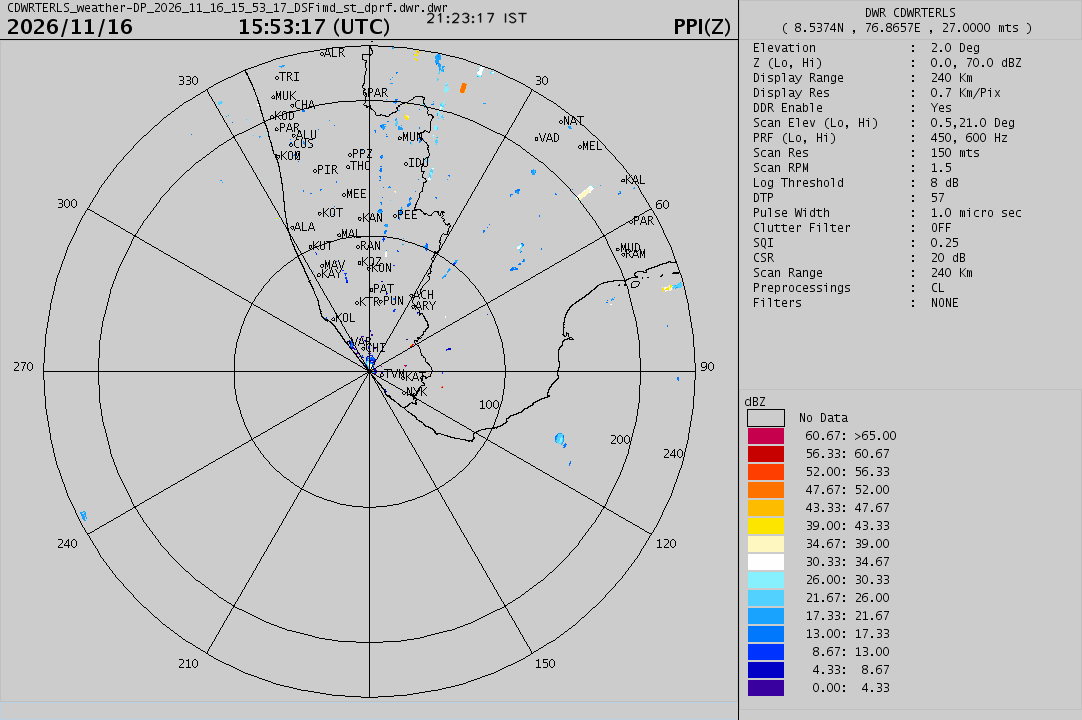 CDWRTERLS_weather-DP_2026_11_16_15_53_17_DSFimd_st_dprf.dwr.dwr
21:23:17 IST
2026/11/16 15:53:17 (UTC) PPI(Z)
DWR CDWRTERLS
( 8.5374N , 76.8657E , 27.0000 mts )
Elevation : 2.0 Deg
Z (Lo, Hi) : 0.0, 70.0 dBZ
Display Range : 240 Km
Display Res : 0.7 Km/Pix
DDR Enable : Yes
Scan Elev (Lo, Hi) : 0.5,21.0 Deg
PRF (Lo, Hi) : 450, 600 Hz
Scan Res : 150 mts
Scan RPM : 1.5
Log Threshold : 8 dB
DTP : 57
Pulse Width : 1.0 micro sec
Clutter Filter : OFF
SQI : 0.25
CSR : 20 dB
Scan Range : 240 Km
Preprocessings : CL
Filters : NONE
dBZ
No Data
60.67: >65.00
56.33: 60.67
52.00: 56.33
47.67: 52.00
43.33: 47.67
39.00: 43.33
34.67: 39.00
30.33: 34.67
26.00: 30.33
21.67: 26.00
17.33: 21.67
13.00: 17.33
8.67: 13.00
4.33: 8.67
0.00: 4.33
ALR
TRI
330
30
MUK
PAR
CHA
KOD
NAT
PAR
ALU
MUN
VAD
CUS
MEL
PPZ
IDU
THO
PIR
KAL
MEE
300
60
KOT
KAN
PEE
PAR
ALA
MAL
KUT
RAN
MUD
RAM
KOZ
MAV
KON
KAY
PAT
ACH
KTR
PUN
ARY
KOL
VAR
CHI
270
90
TVN
KAT
NYK
100
200
240
240
120
210
150